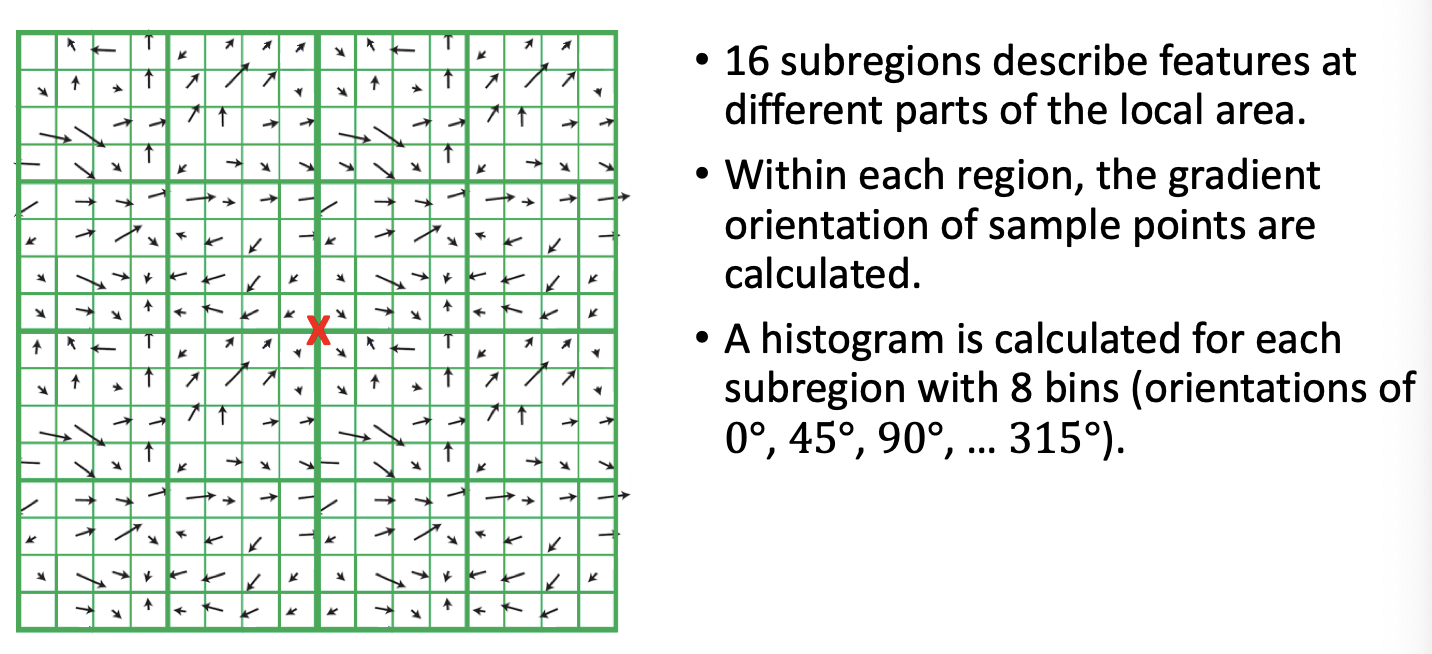 X
• 16 subregions describe features at
different parts of the local area.
• Within each region, the gradient
orientation of sample points are
calculated.
• A histogram is calculated for each
subregion with 8 bins (orientations of
0°, 45°, 90°, ... 315°).